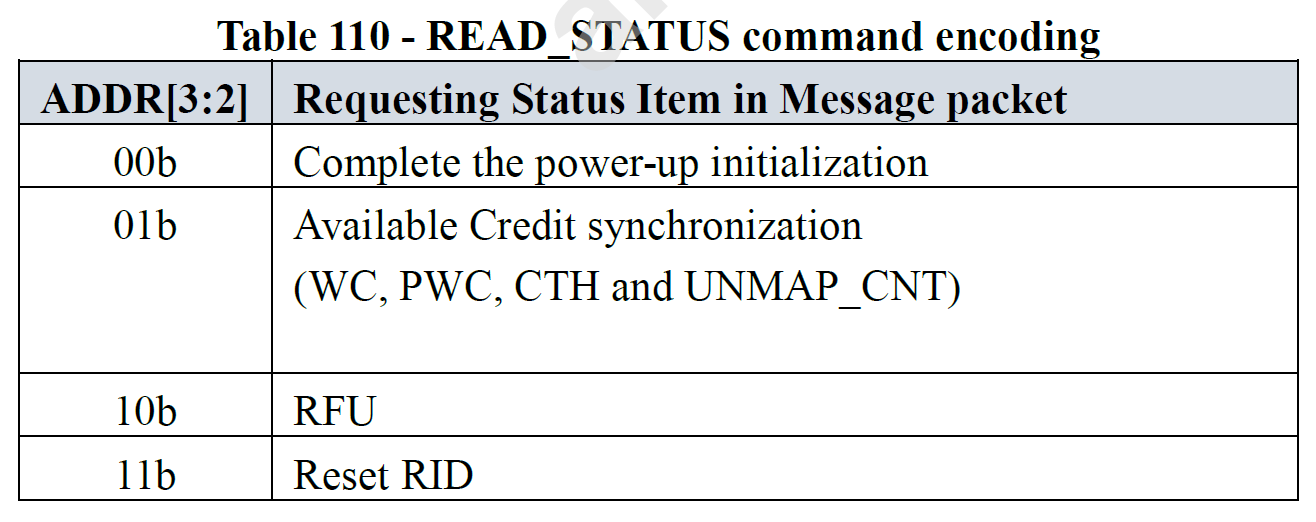 Table 110 - READ_STATUS command encoding
ADDR[3:2] Requesting Status Item in Message packet
00b Complete the power-up initialization
01b Available Credit synchronization
(WC, PWC, CTH and UNMAP_CNT)
10b RFU
11b Reset RID